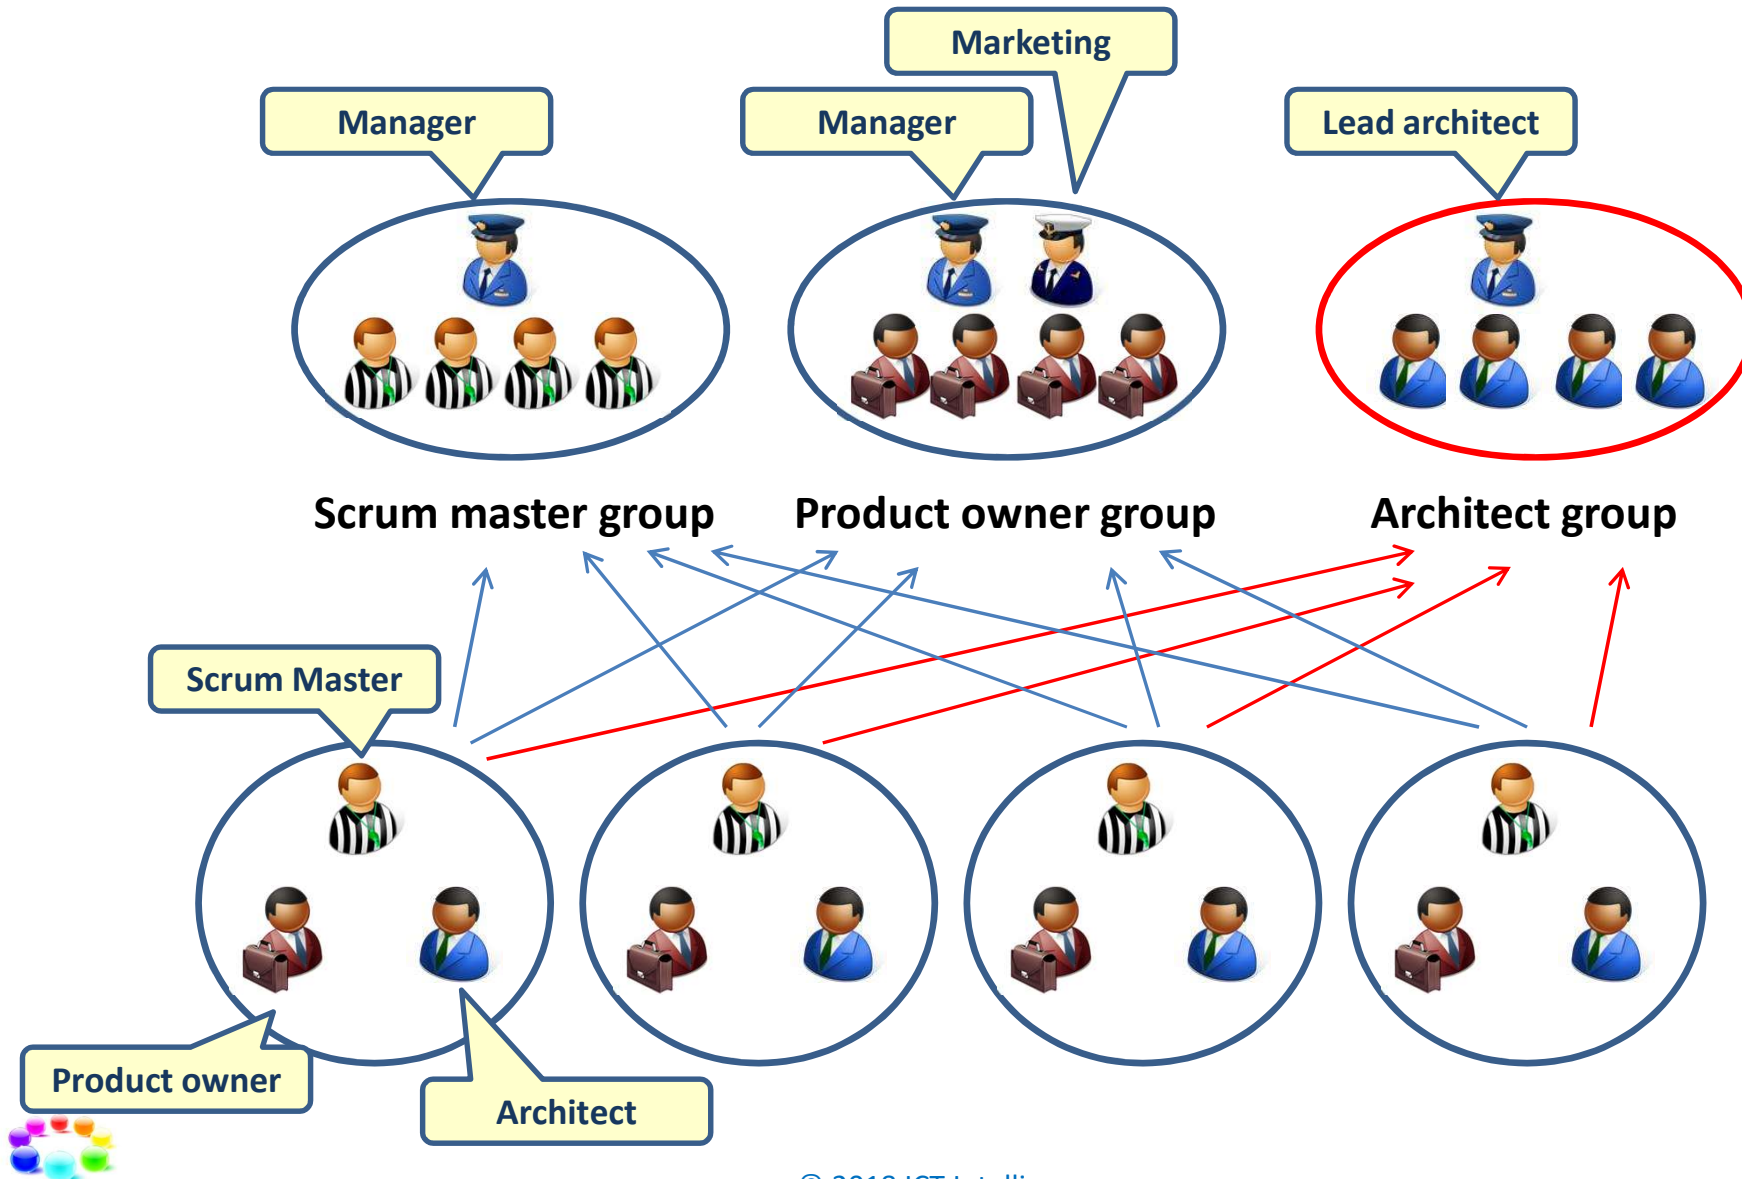 Marketing
Manager
Manager
Lead architect
Scrum master group
Product owner group
Architect group
Scrum Master
Product owner
Architect